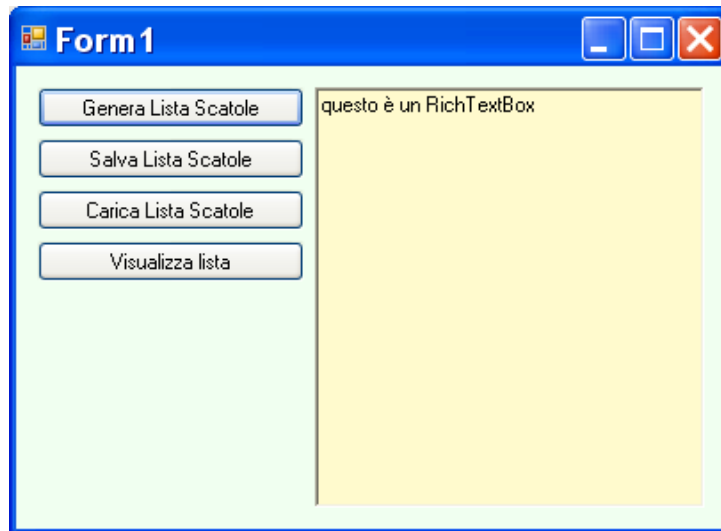 Form1
Genera Lista Scatole
Salva Lista Scatole
Carica Lista Scatole
Visualizza lista
questo è un RichTextBox